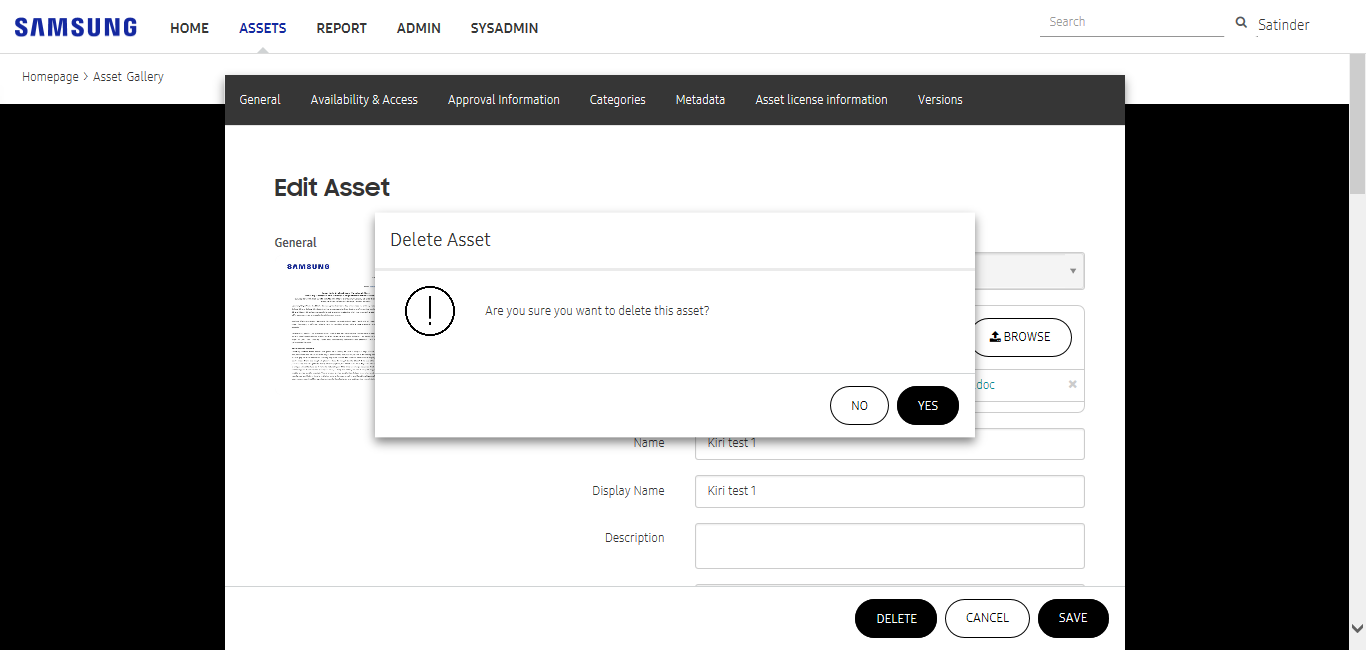 SAMSUNG HOME ASSETS REPORT ADMIN SYSADMIN Search Satinder
Homepage > Asset Gallery
General Availability & Access Approval Information Categories Metadata Asset license information Versions
Edit Asset
General
SAMSUNG
Delete Asset
Are you sure you want to delete this asset?
NO YES
BROWSE
doc
Name Kiri test 1
Display Name Kiri test 1
Description
DELETE CANCEL SAVE